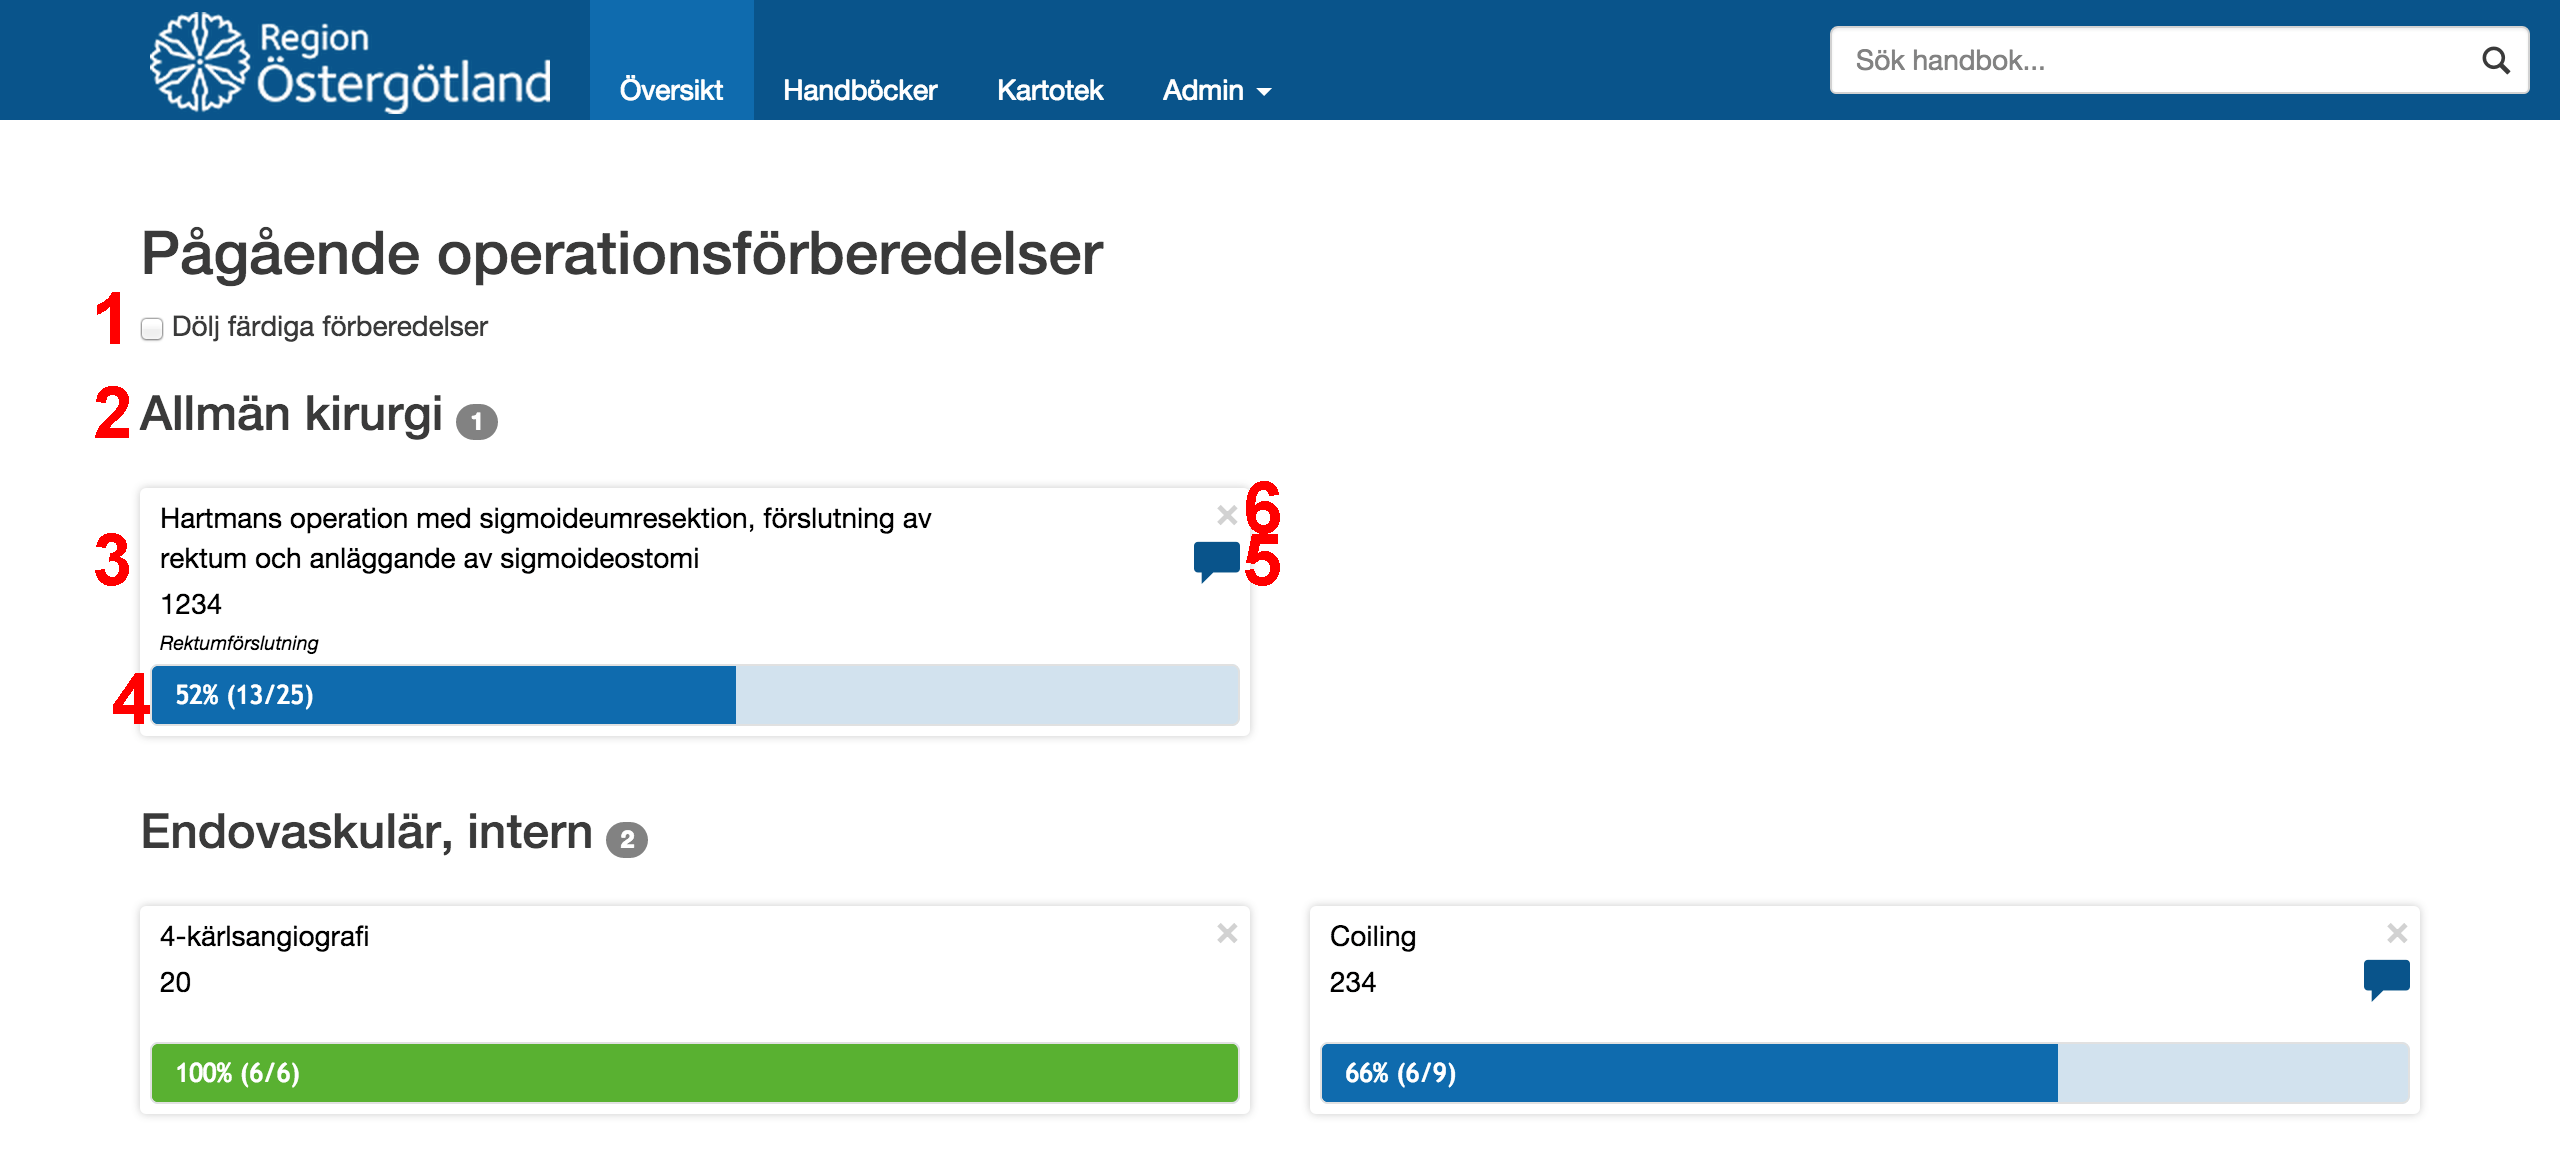 Region
Östergötland
Översikt
Handböcker
Kartotek
Admin
Sök handbok...
Pågående operationsförberedelser
1 Dölj färdiga förberedelser
2 Allmän kirurgi 1
3
Hartmans operation med sigmoideumresektion, förslutning av
rektum och anläggande av sigmoideostomi
6
5
1234
Rektumförslutning
4 52% (13/25)
Endovaskulär, intern 2
4-kärlsangiografi
20
100% (6/6)
Coiling
234
66% (6/9)